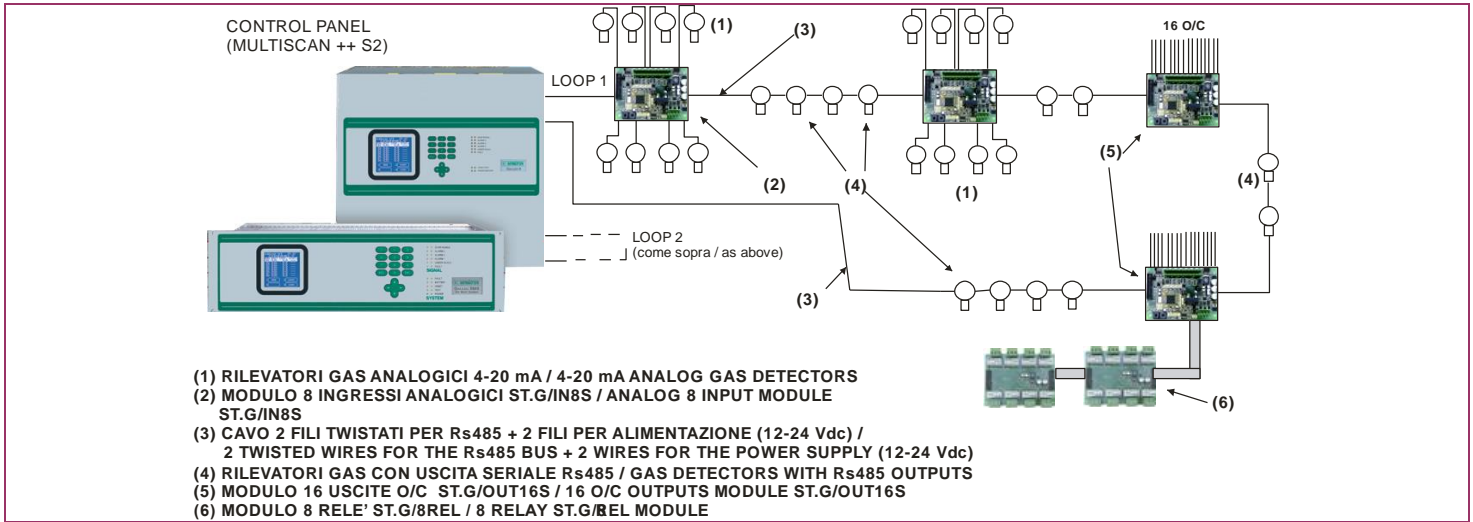 CONTROL PANEL
(MULTISCAN ++ S2)
LOOP 1
(1)
(3)
16 O/C
(2)
(4)
(1)
(5)
(4)
LOOP 2
(come sopra / as above)
(3)
SIGNAL
SYSTEM
(6)
(1) RILEVATORI GAS ANALOGICI 4-20 mA / 4-20 mA ANALOG GAS DETECTORS
(2) MODULO 8 INGRESSI ANALOGICI ST.G/IN8S / ANALOG 8 INPUT MODULE
ST.G/IN8S
(3) CAVO 2 FILI TWISTATI PER Rs485 + 2 FILI PER ALIMENTAZIONE (12-24 Vdc) /
2 TWISTED WIRES FOR THE Rs485 BUS + 2 WIRES FOR THE POWER SUPPLY (12-24 Vdc)
(4) RILEVATORI GAS CON USCITA SERIALE Rs485 / GAS DETECTORS WITH Rs485 OUTPUTS
(5) MODULO 16 USCITE O/C ST.G/OUT16S / 16 O/C OUTPUTS MODULE ST.G/OUT16S
(6) MODULO 8 RELE' ST.G/8REL / 8 RELAY ST.G/REL MODULE